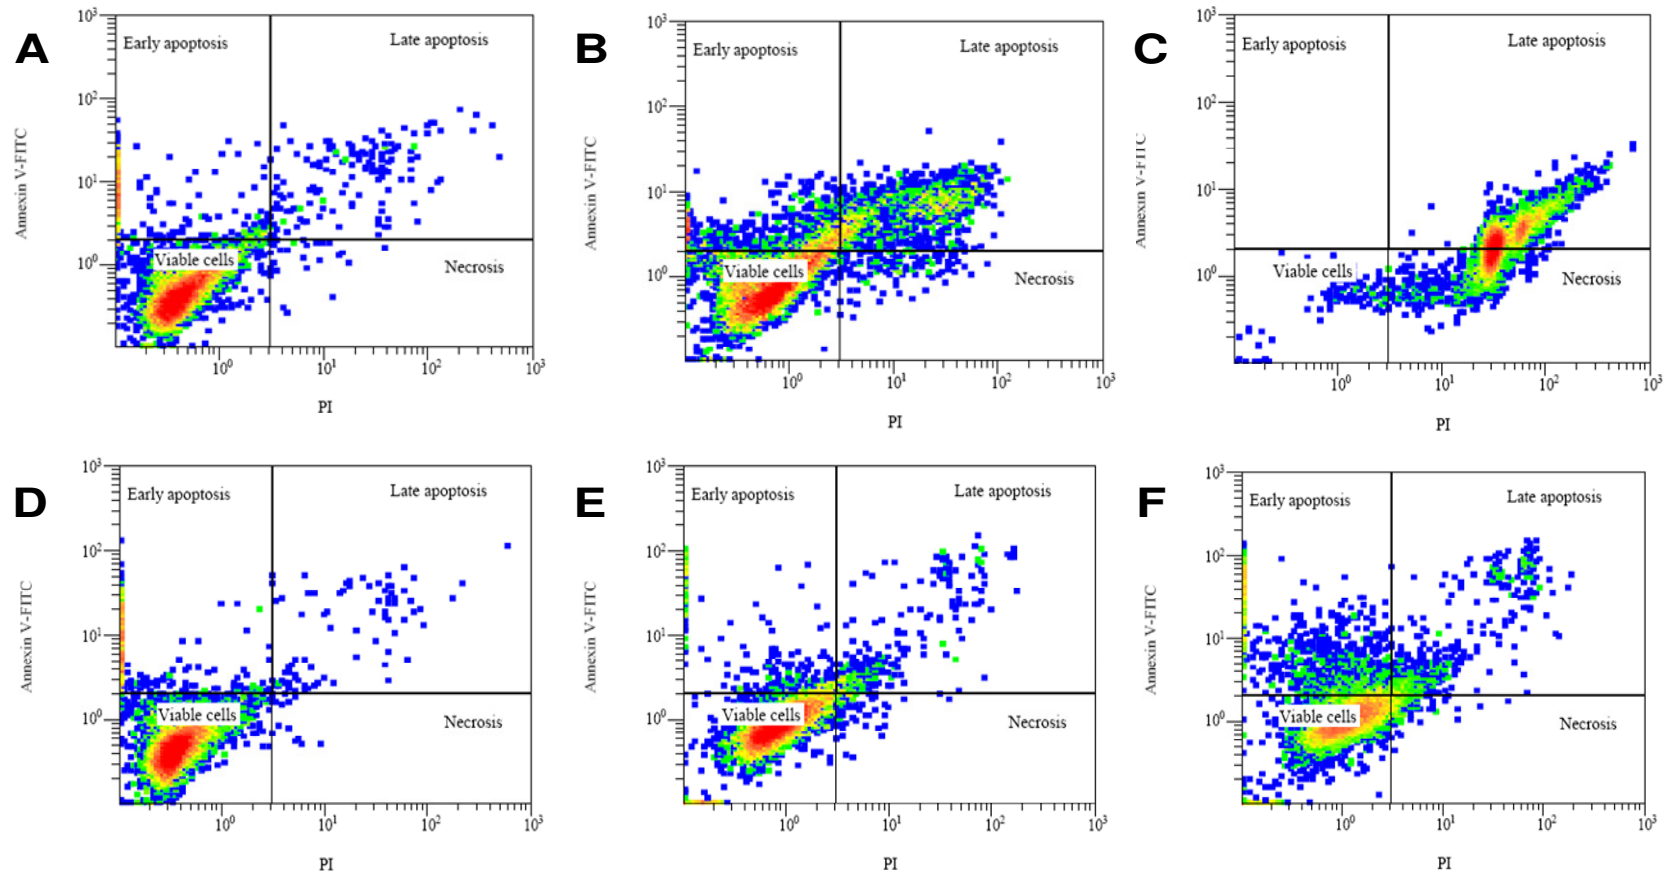 A
10³
Early apoptosis
Late apoptosis
10²
Annexin V-FITC
10¹
10⁰
Viable cells
Necrosis
10⁰ 10¹ 10² 10³
PI
B
10³
Early apoptosis
Late apoptosis
10²
Annexin V-FITC
10¹
10⁰
Viable cells
Necrosis
10⁰ 10¹ 10² 10³
PI
C
10³
Early apoptosis
Late apoptosis
10²
Annexin V-FITC
10¹
10⁰
Viable cells
Necrosis
10⁰ 10¹ 10² 10³
PI
D
10³
Early apoptosis
Late apoptosis
10²
Annexin V-FITC
10¹
10⁰
Viable cells
Necrosis
10⁰ 10¹ 10² 10³
PI
E
10³
Early apoptosis
Late apoptosis
10²
Annexin V-FITC
10¹
10⁰
Viable cells
Necrosis
10⁰ 10¹ 10² 10³
PI
F
10³
Early apoptosis
Late apoptosis
10²
Annexin V-FITC
10¹
10⁰
Viable cells
Necrosis
10⁰ 10¹ 10² 10³
PI